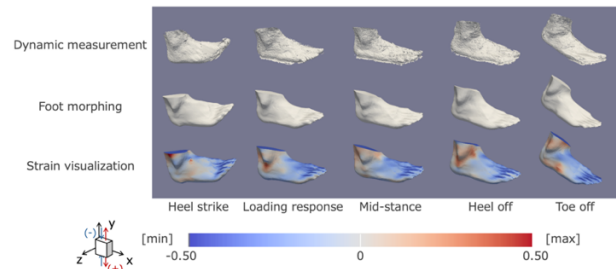 Dynamic measurement
Foot morphing
Strain visualization
Heel strike Loading response Mid-stance Heel off Toe off
y
(-)
z x
(+)
[min] [max]
-0.50 0 0.50